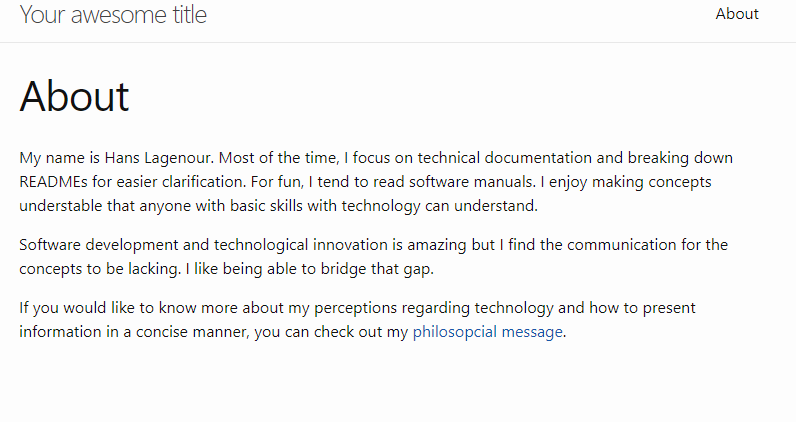 Your awesome title
About
About
My name is Hans Lagenour. Most of the time, I focus on technical documentation and breaking down
READMEs for easier clarification. For fun, I tend to read software manuals. I enjoy making concepts
understable that anyone with basic skills with technology can understand.
Software development and technological innovation is amazing but I find the communication for the
concepts to be lacking. I like being able to bridge that gap.
If you would like to know more about my perceptions regarding technology and how to present
information in a concise manner, you can check out my philosopcial message.